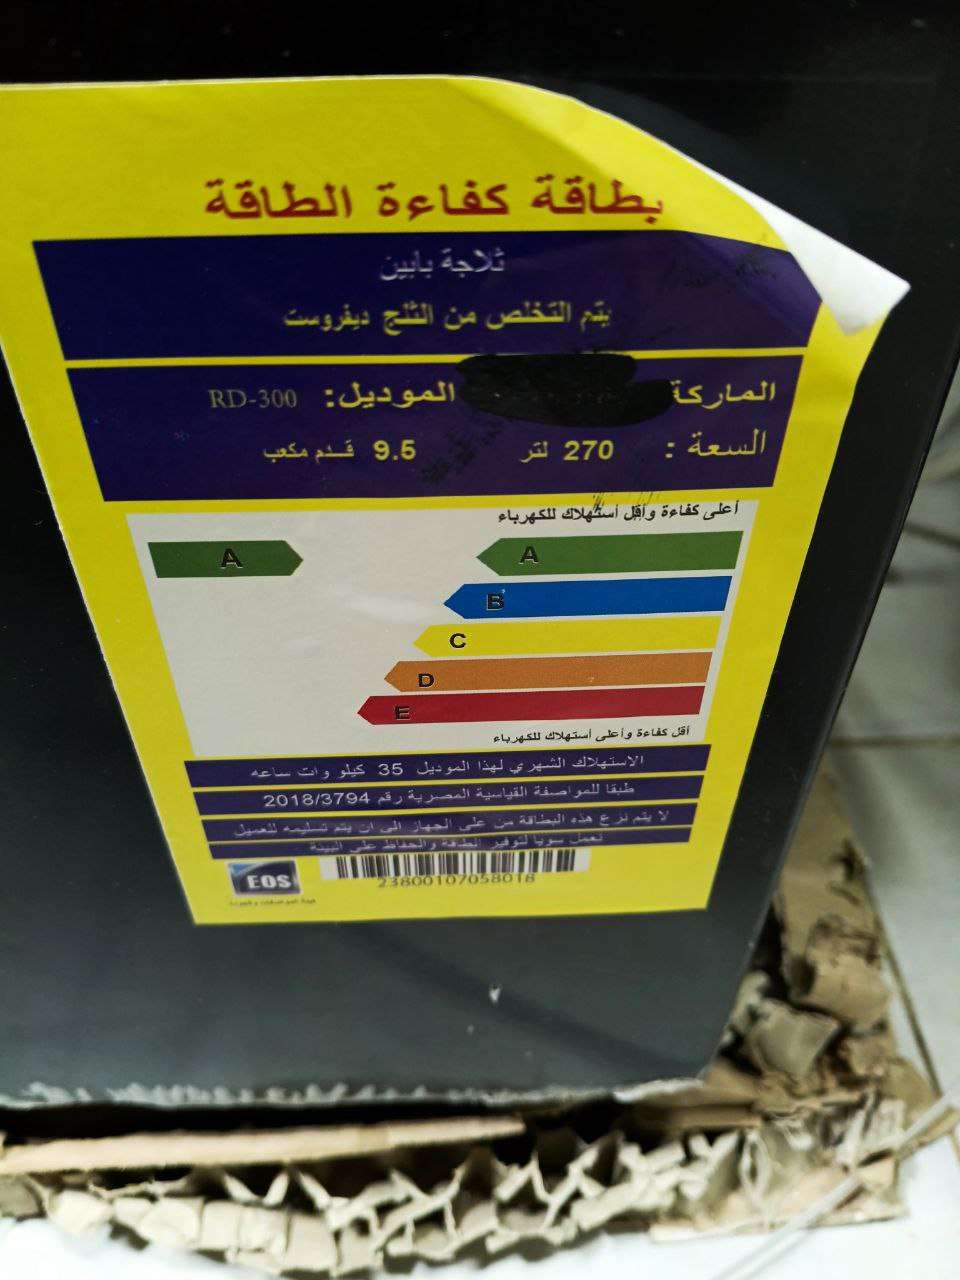 بطاقة كفاءة الطاقة
ثلاجة بابين
يتم التخلص من الثلج ديفروست
الماركة الموديل: RD-300
السعة : 270 لتر 9.5 قدم مكعب
أعلى كفاءة وأقل أستهلاك للكهرباء
A A
B
C
D
E
أقل كفاءة وأعلى أستهلاك للكهرباء
الاستهلاك الشهري لهذا الموديل 35 كيلو وات ساعه
طبقا للمواصفة القياسية المصرية رقم 2018/3794
لا يتم نزع هذه البطاقة من على الجهاز الى ان يتم تسليمه للعميل
لعمل سويا لتوفير الطاقة والحفاظ على البيئة
EOS
23800107058018